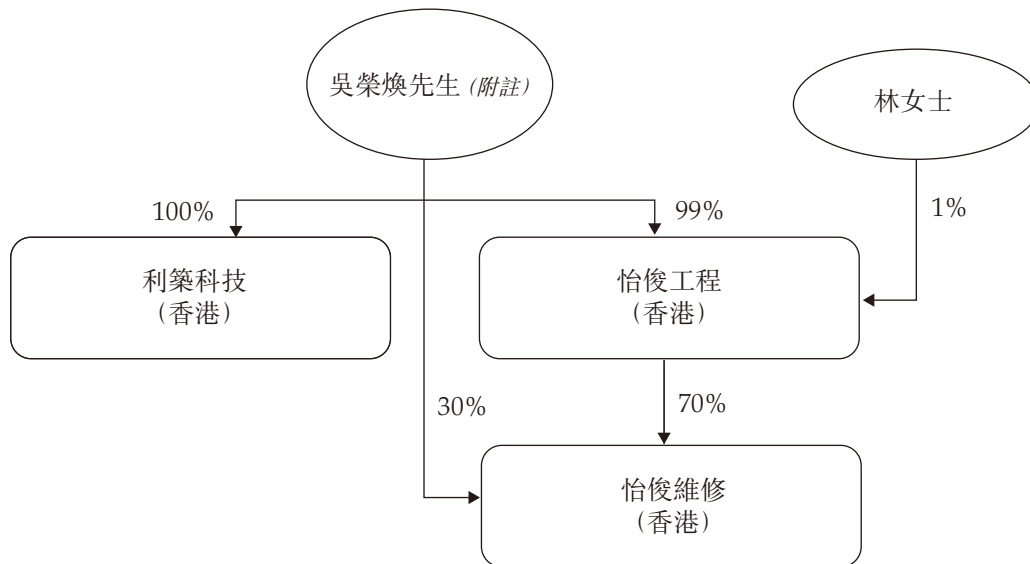 吳榮煥先生(附註)
林女士
100%
99%
1%
利築科技
(香港)
怡俊工程
(香港)
30%
70%
怡俊維修
(香港)